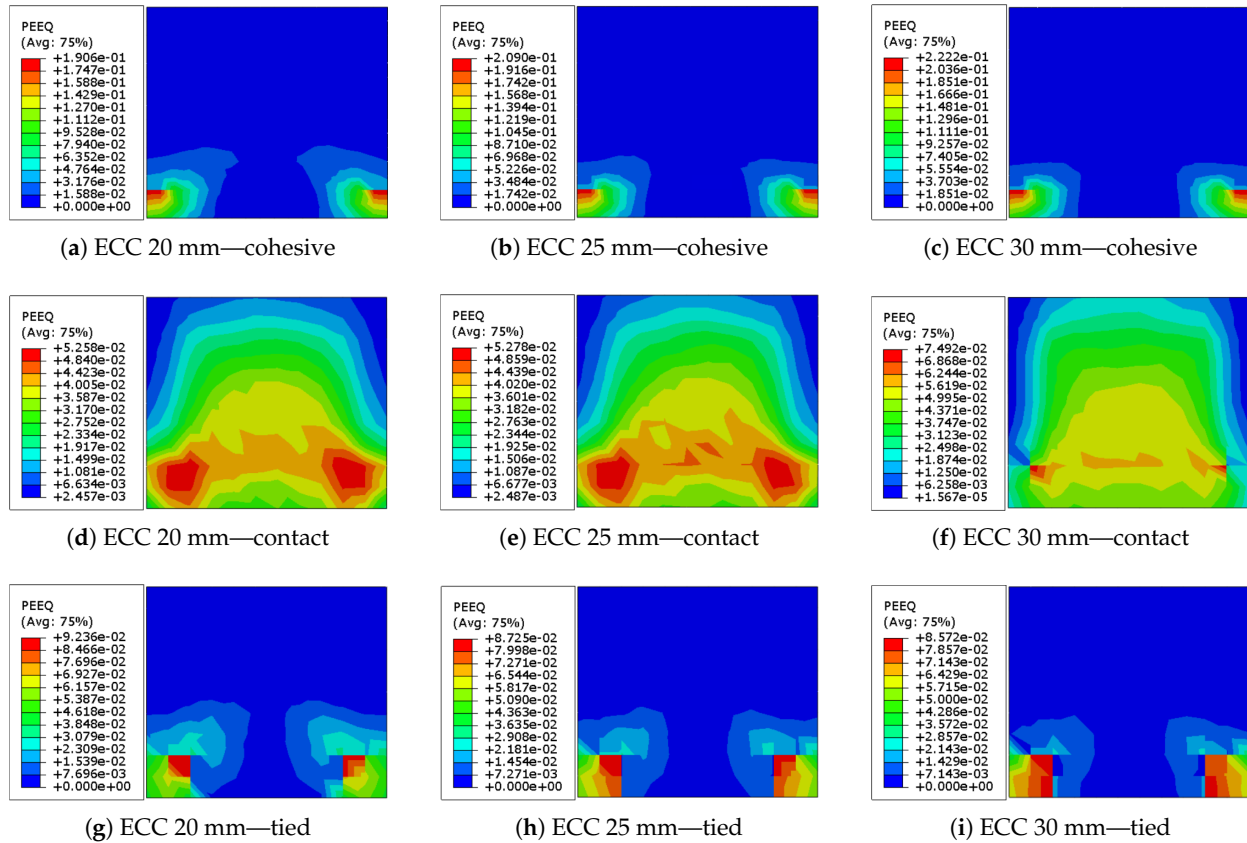 PEEQ
(Avg: 75%)
+1.906e-01
+1.747e-01
+1.588e-01
+1.429e-01
+1.270e-01
+1.112e-01
+9.528e-02
+7.940e-02
+6.352e-02
+4.764e-02
+3.176e-02
+1.588e-02
+0.000e+00
(a) ECC 20 mm—cohesive
PEEQ
(Avg: 75%)
+2.090e-01
+1.916e-01
+1.742e-01
+1.568e-01
+1.394e-01
+1.219e-01
+1.045e-01
+8.710e-02
+6.968e-02
+5.226e-02
+3.484e-02
+1.742e-02
+0.000e+00
(b) ECC 25 mm—cohesive
PEEQ
(Avg: 75%)
+2.222e-01
+2.036e-01
+1.851e-01
+1.666e-01
+1.481e-01
+1.296e-01
+1.111e-01
+9.257e-02
+7.405e-02
+5.554e-02
+3.703e-02
+1.851e-02
+0.000e+00
(c) ECC 30 mm—cohesive
PEEQ
(Avg: 75%)
+5.258e-02
+4.840e-02
+4.423e-02
+4.005e-02
+3.587e-02
+3.170e-02
+2.752e-02
+2.334e-02
+1.917e-02
+1.499e-02
+1.081e-02
+6.634e-03
+2.457e-03
(d) ECC 20 mm—contact
PEEQ
(Avg: 75%)
+5.278e-02
+4.859e-02
+4.439e-02
+4.020e-02
+3.601e-02
+3.182e-02
+2.763e-02
+2.344e-02
+1.925e-02
+1.506e-02
+1.087e-02
+6.677e-03
+2.487e-03
(e) ECC 25 mm—contact
PEEQ
(Avg: 75%)
+7.492e-02
+6.868e-02
+6.244e-02
+5.619e-02
+4.995e-02
+4.371e-02
+3.747e-02
+3.123e-02
+2.498e-02
+1.874e-02
+1.250e-02
+6.258e-03
+1.567e-05
(f) ECC 30 mm—contact
PEEQ
(Avg: 75%)
+9.236e-02
+8.466e-02
+7.696e-02
+6.927e-02
+6.157e-02
+5.387e-02
+4.618e-02
+3.848e-02
+3.079e-02
+2.309e-02
+1.539e-02
+7.696e-03
+0.000e+00
(g) ECC 20 mm—tied
PEEQ
(Avg: 75%)
+8.725e-02
+7.998e-02
+7.271e-02
+6.544e-02
+5.817e-02
+5.090e-02
+4.363e-02
+3.635e-02
+2.908e-02
+2.181e-02
+1.454e-02
+7.271e-03
+0.000e+00
(h) ECC 25 mm—tied
PEEQ
(Avg: 75%)
+8.572e-02
+7.857e-02
+7.143e-02
+6.429e-02
+5.715e-02
+5.000e-02
+4.286e-02
+3.572e-02
+2.857e-02
+2.143e-02
+1.429e-02
+7.143e-03
+0.000e+00
(i) ECC 30 mm—tied